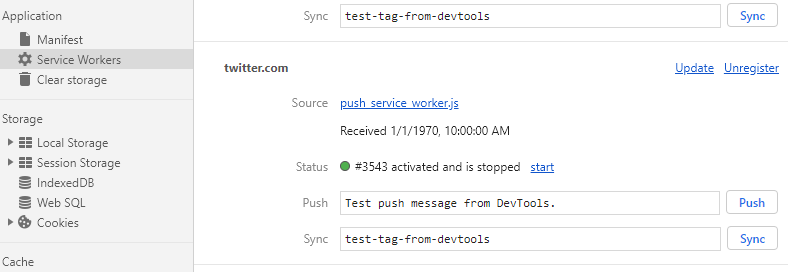 Application
Manifest
Service Workers
Clear storage
Storage
Local Storage
Session Storage
IndexedDB
Web SQL
Cookies
Cache
Sync test-tag-from-devtools Sync
twitter.com Update Unregister
Source push_service_worker.js
Received 1/1/1970, 10:00:00 AM
Status #3543 activated and is stopped start
Push Test push message from DevTools. Push
Sync test-tag-from-devtools Sync